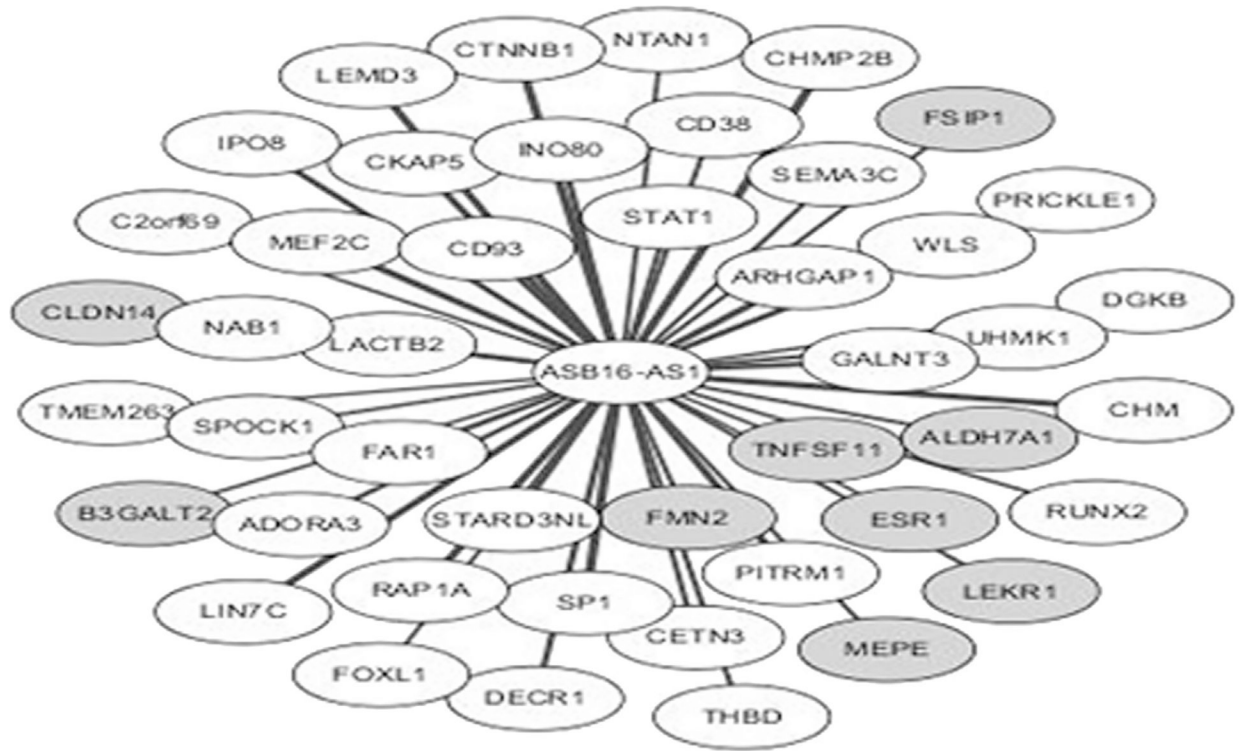 NTAN1
CTNNB1
CHMP2B
LEMD3
FSIP1
CD38
IPO8
INO80
CKAP5
SEMA3C
PRICKLE1
C2orf69
STAT1
MEF2C
CD93
WLS
ARHGAP1
DGKB
CLDN14
NAB1
LACTB2
UHMK1
GALNT3
ASB16-AS1
TMEM263
SPOCK1
CHM
FAR1
TNFSF11
ALDH7A1
B3GALT2
ADORA3
STARD3NL
FMN2
ESR1
RUNX2
RAP1A
PITRM1
LIN7C
SP1
LEKR1
CETN3
MEPE
FOXL1
DECR1
THBD